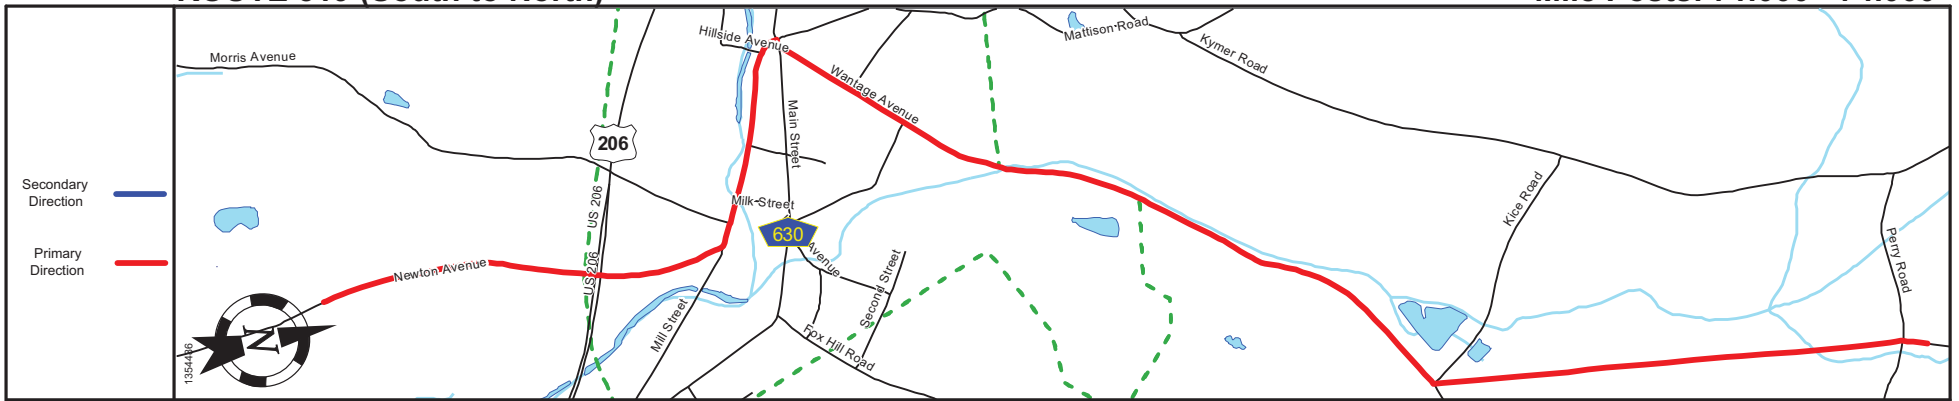 Morris Avenue
Hillside Avenue
Mattison Road
Kymer Road
Wantage Avenue
Main Street
206
Secondary
Direction
US 206
Milk Street
630
Avenue
Kice Road
Primary
Direction
Newton Avenue
US 206
Second Street
Perry Road
Mill Street
Fox Hill Road
N
1354486